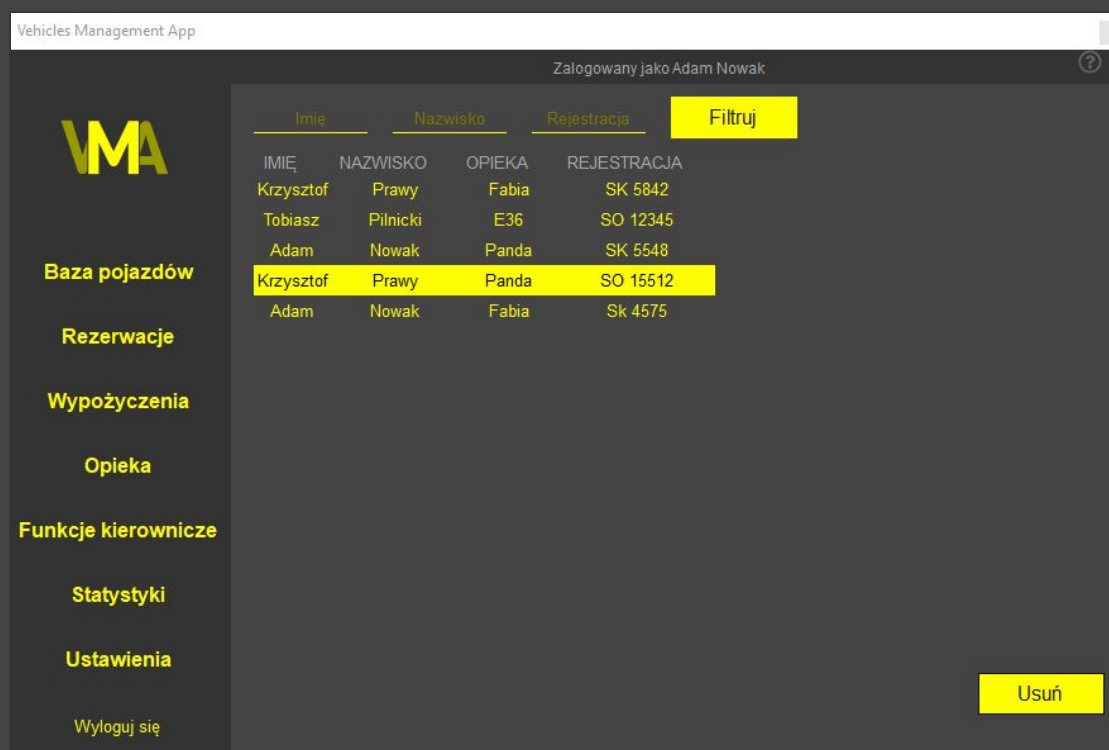 Vehicles Management App
Zalogowany jako Adam Nowak
?
VMA
Baza pojazdów
Rezerwacje
Wypożyczenia
Opieka
Funkcje kierownicze
Statystyki
Ustawienia
Wyloguj się
Imię Nazwisko Rejestracja Filtruj
IMIĘ NAZWISKO OPIEKA REJESTRACJA
Krzysztof Prawy Fabia SK 5842
Tobiasz Pilnicki E36 SO 12345
Adam Nowak Panda SK 5548
Krzysztof Prawy Panda SO 15512
Adam Nowak Fabia Sk 4575
Usuń